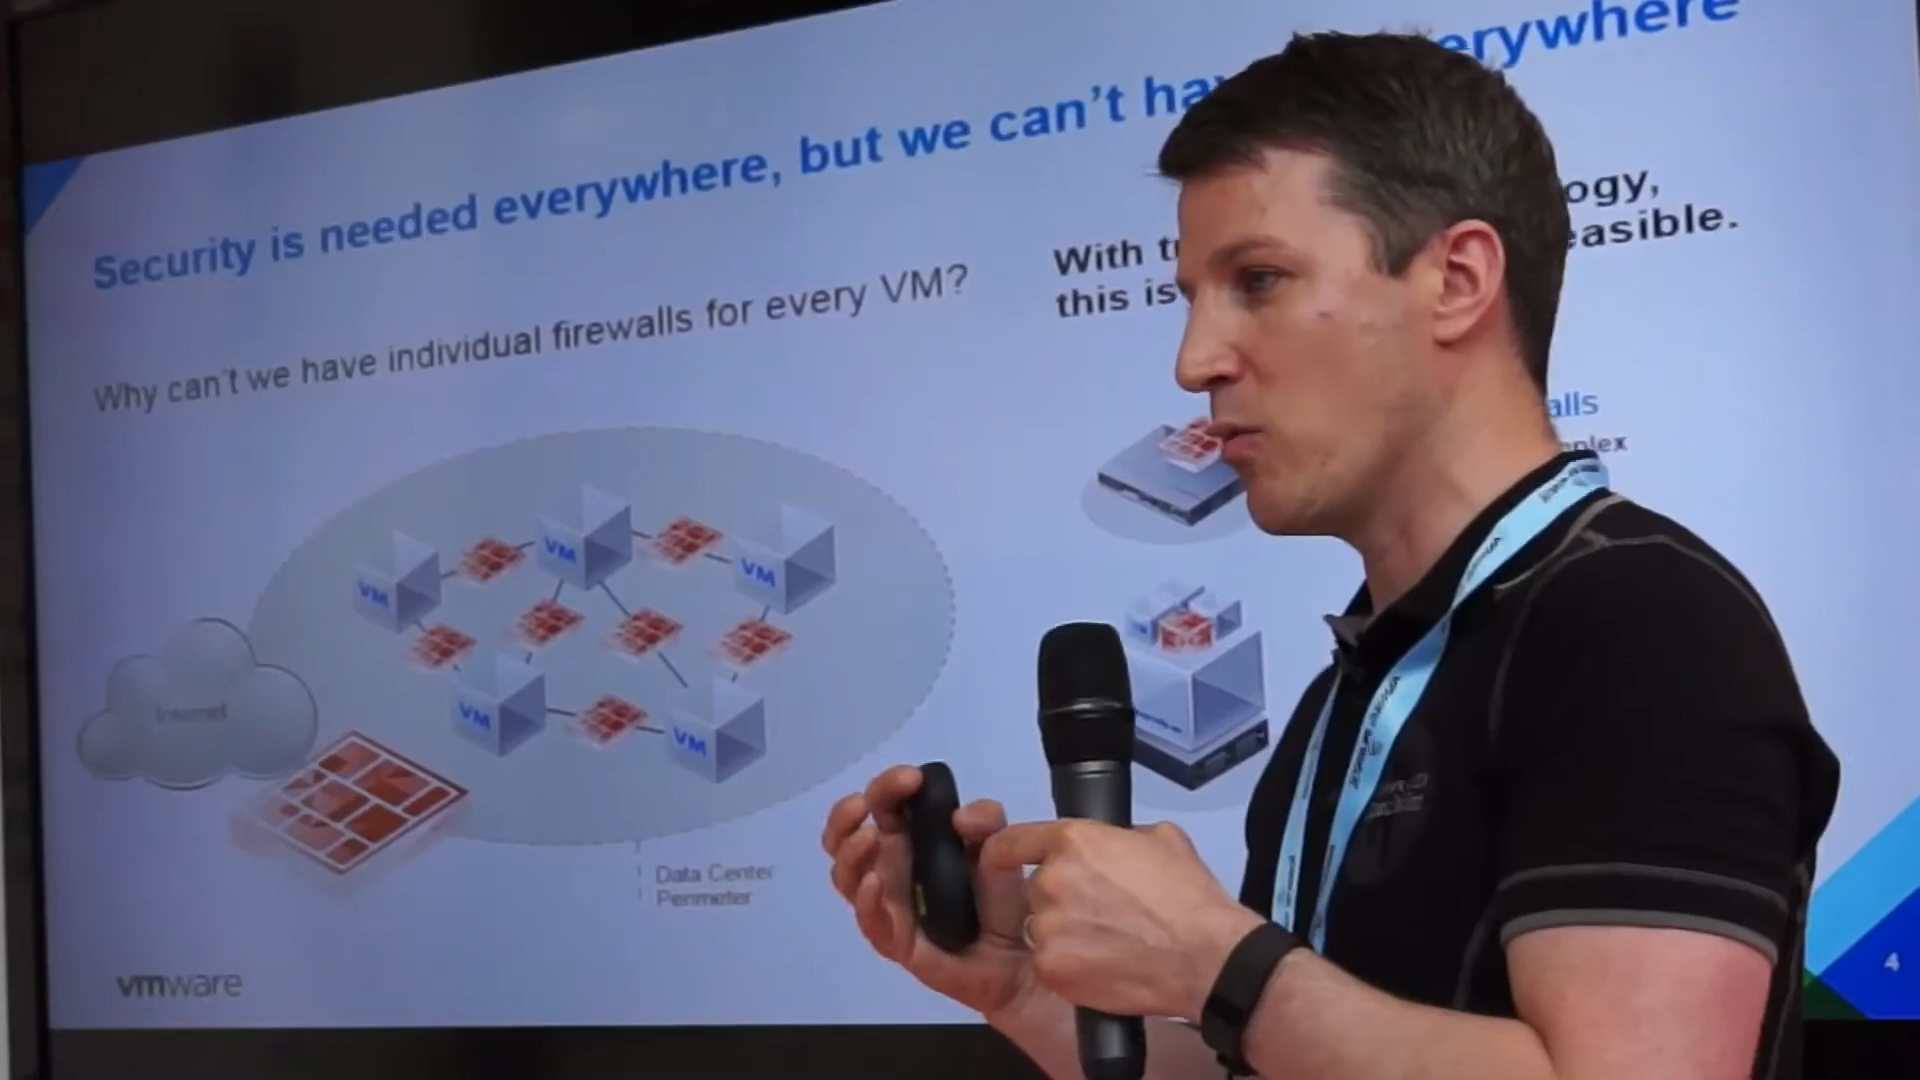 Security is needed everywhere, but we can't ha erywhere
Why can't we have individual firewalls for every VM?
With t ogy,
this is easible.
alls
plex
VM
VM
VM
VM
VM
Internet
Data Center
Perimeter
vmware
4